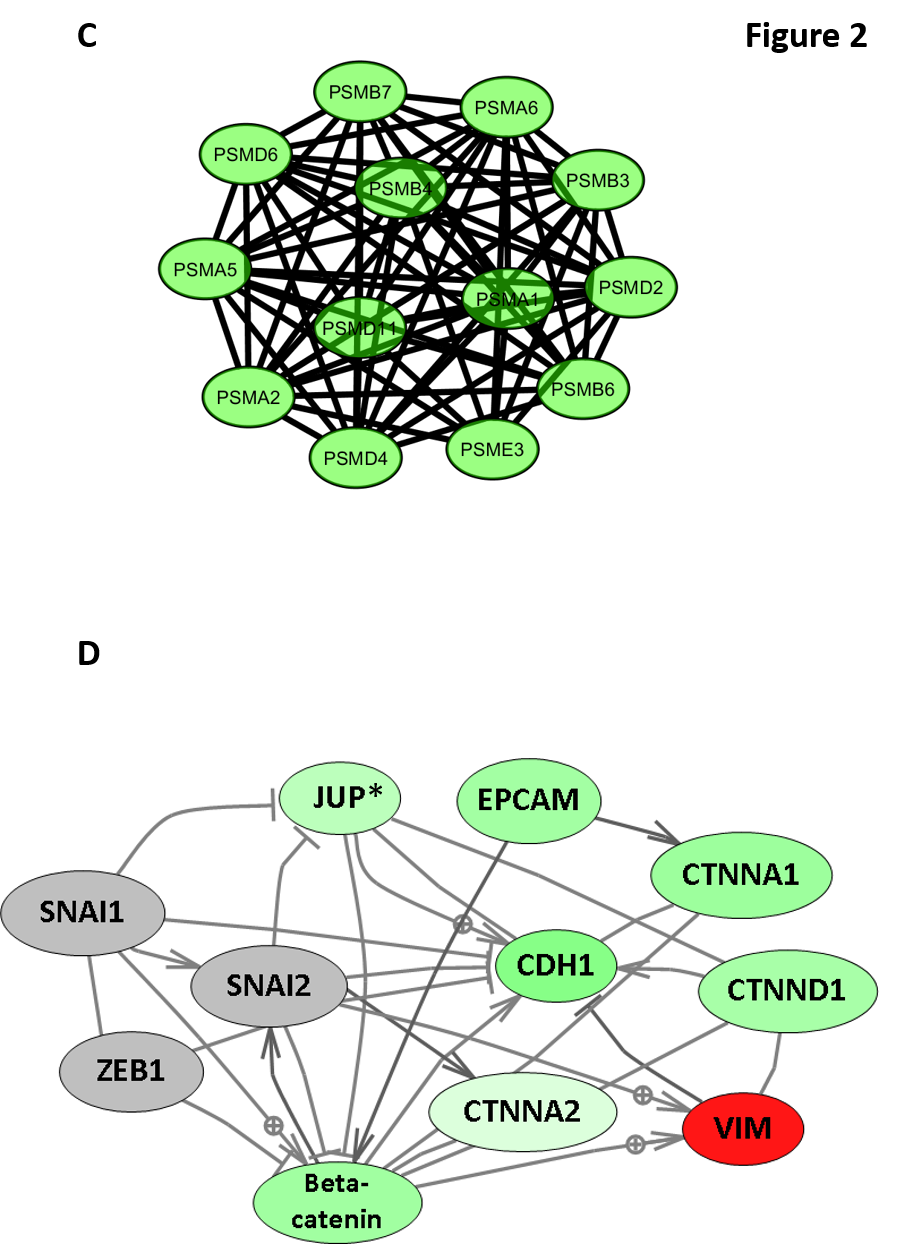 C
Figure 2
PSMB7
PSMA6
PSMD6
PSMB4
PSMB3
PSMA5
PSMA1
PSMD2
PSMD11
PSMA2
PSMB6
PSMD4
PSME3
D
JUP*
EPCAM
CTNNA1
SNAI1
CDH1
SNAI2
CTNND1
ZEB1
CTNNA2
VIM
Beta-
catenin